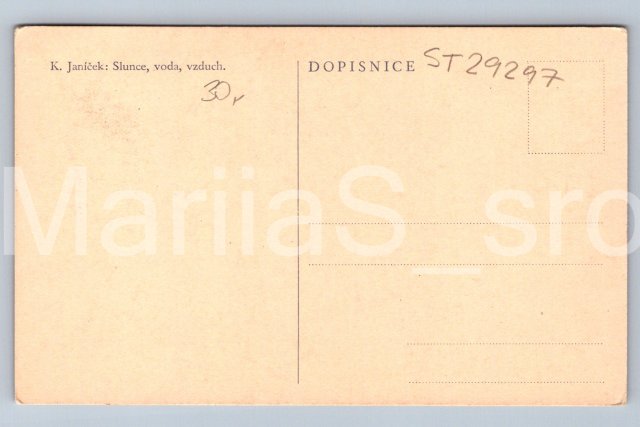 K. Janíček: Slunce, voda, vzduch.
30,-
DOPISNICE
ST29297
MariiaS_sro